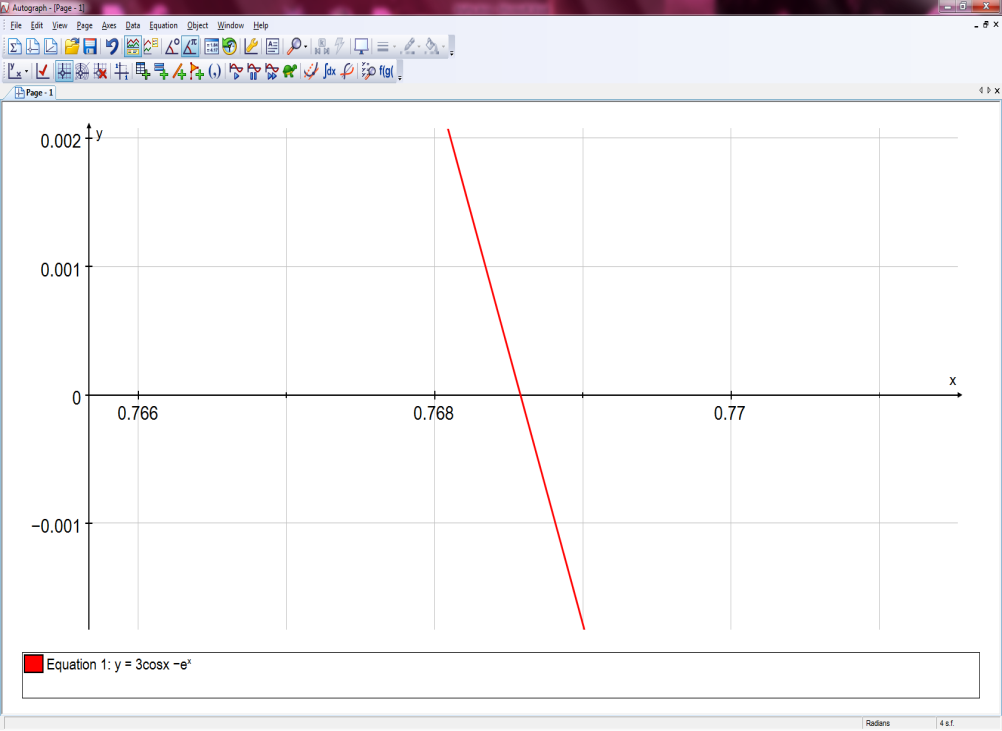 Autograph - [Page - 1]
File Edit View Page Axes Data Equation Object Window Help
Page - 1
y
0.002
0.001
0
x
0.766 0.768 0.77
−0.001
Equation 1: y = 3cosx −eˣ
Radians 4 s.f.